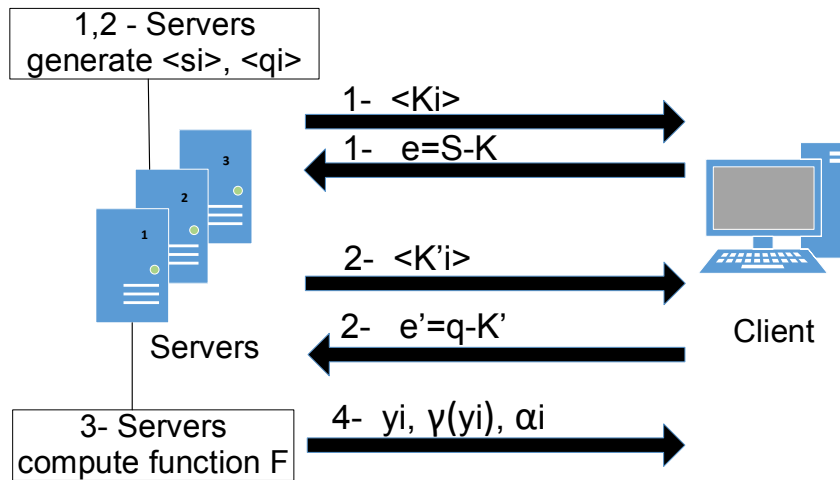 1,2 - Servers
generate <si>, <qi>
1- <Ki>
1- e=S-K
3
2
1
2- <K’i>
2- e’=q-K’
Servers
Client
3- Servers
compute function F
4- yi, γ(yi), αi